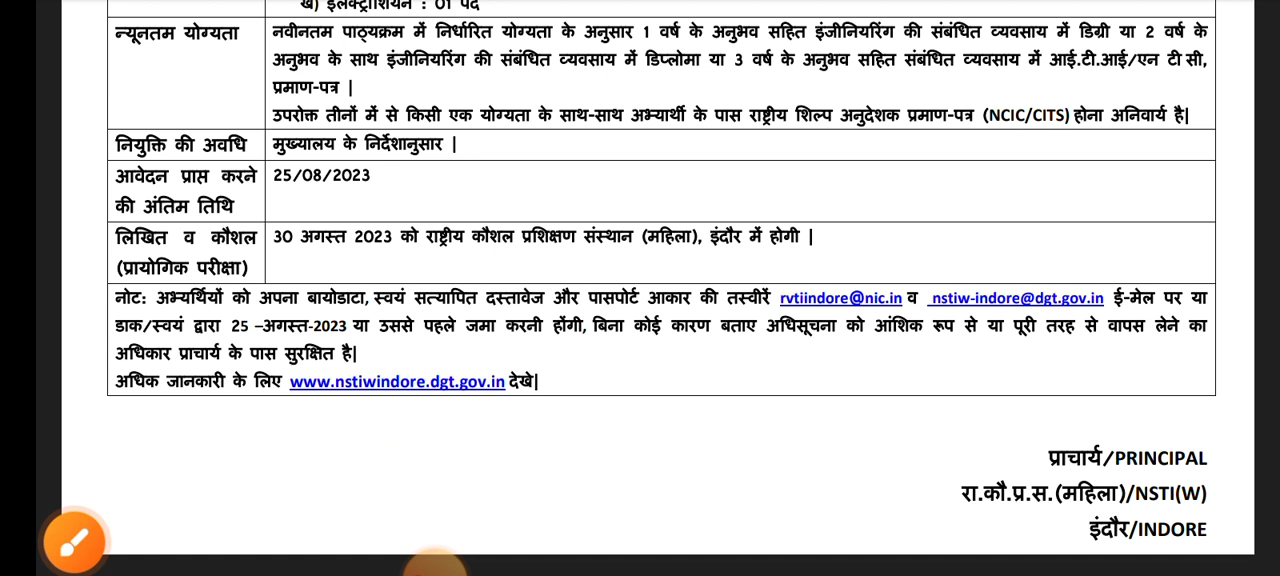 ख) इलेक्ट्रीशियन : 01 पद
न्यूनतम योग्यता
नवीनतम पाठ्यक्रम में निर्धारित योग्यता के अनुसार 1 वर्ष के अनुभव सहित इंजीनियरिंग की संबंधित व्यवसाय में डिग्री या 2 वर्ष के
अनुभव के साथ इंजीनियरिंग की संबंधित व्यवसाय में डिप्लोमा या 3 वर्ष के अनुभव सहित संबंधित व्यवसाय में आई.टी.आई/एन टी सी,
प्रमाण-पत्र |
उपरोक्त तीनों में से किसी एक योग्यता के साथ-साथ अभ्यार्थी के पास राष्ट्रीय शिल्प अनुदेशक प्रमाण-पत्र (NCIC/CITS) होना अनिवार्य है|
नियुक्ति की अवधि
मुख्यालय के निर्देशानुसार |
आवेदन प्राप्त करने
की अंतिम तिथि
25/08/2023
लिखित व कौशल
(प्रायोगिक परीक्षा)
30 अगस्त 2023 को राष्ट्रीय कौशल प्रशिक्षण संस्थान (महिला), इंदौर में होगी |
नोट: अभ्यर्थियों को अपना बायोडाटा, स्वयं सत्यापित दस्तावेज और पासपोर्ट आकार की तस्वीरें rvtiindore@nic.in व nstiw-indore@dgt.gov.in ई-मेल पर या
डाक/स्वयं द्वारा 25 –अगस्त-2023 या उससे पहले जमा करनी होंगी, बिना कोई कारण बताए अधिसूचना को आंशिक रूप से या पूरी तरह से वापस लेने का
अधिकार प्राचार्य के पास सुरक्षित है|
अधिक जानकारी के लिए www.nstiwindore.dgt.gov.in देखे|
प्राचार्य/PRINCIPAL
रा.कौ.प्र.स.(महिला)/NSTI(W)
इंदौर/INDORE